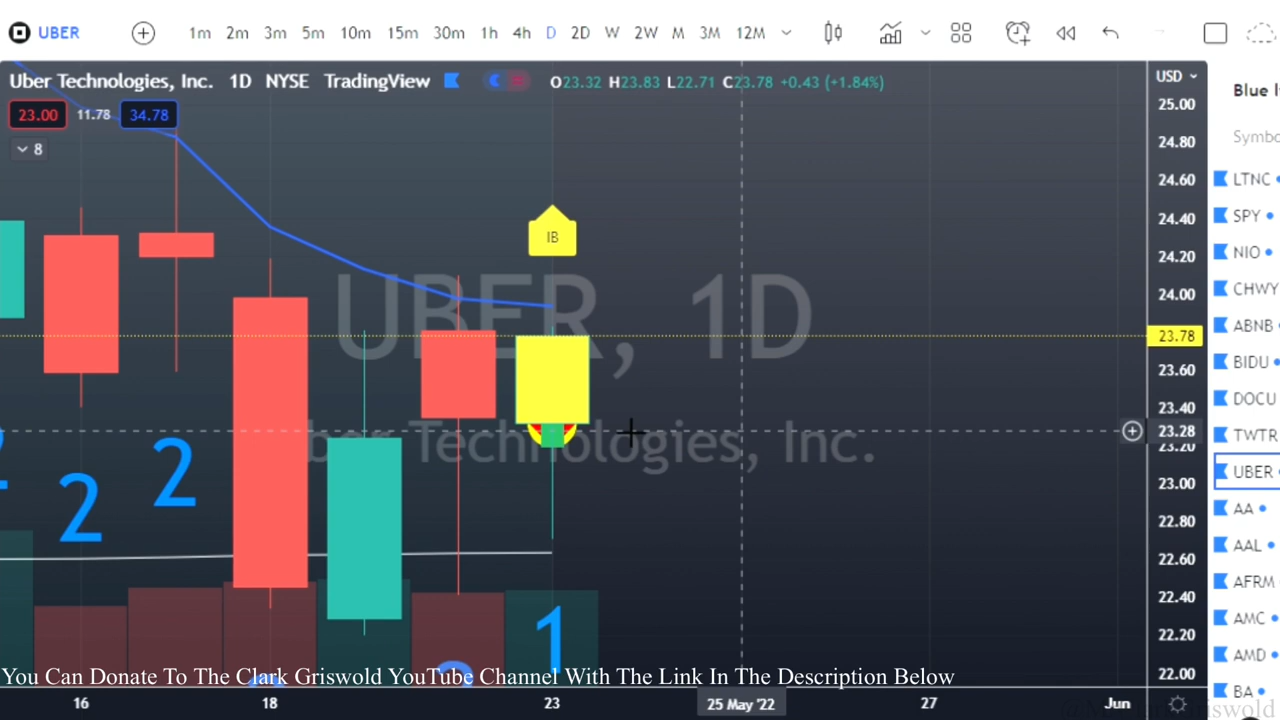 UBER 1m 2m 3m 5m 10m 15m 30m 1h 4h D 2D W 2W M 3M 12M
Uber Technologies, Inc. 1D NYSE TradingView O23.32 H23.83 L22.71 C23.78 +0.43 (+1.84%)
23.00 11.78 34.78
8
IB
UBER, 1D
Technologies, Inc.
2
2
1
USD
25.00
24.80
24.60
24.40
24.20
24.00
23.78
23.60
23.40
23.28
23.20
23.00
22.80
22.60
22.40
22.20
22.00
Symbo
LTNC
SPY
NIO
CHWY
ABNB
BIDU
DOCU
TWTR
UBER
AA
AAL
AFRM
AMC
AMD
BA
You Can Donate To The Clark Griswold YouTube Channel With The Link In The Description Below
16 18 23 25 May '22 27 Jun